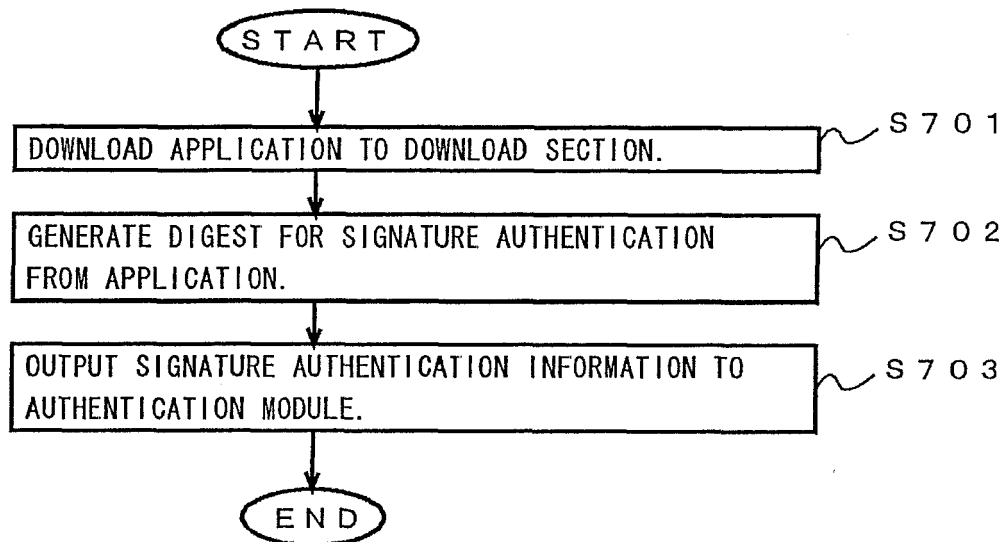 START
DOWNLOAD APPLICATION TO DOWNLOAD SECTION.
S701
GENERATE DIGEST FOR SIGNATURE AUTHENTICATION
FROM APPLICATION.
S702
OUTPUT SIGNATURE AUTHENTICATION INFORMATION TO
AUTHENTICATION MODULE.
S703
END